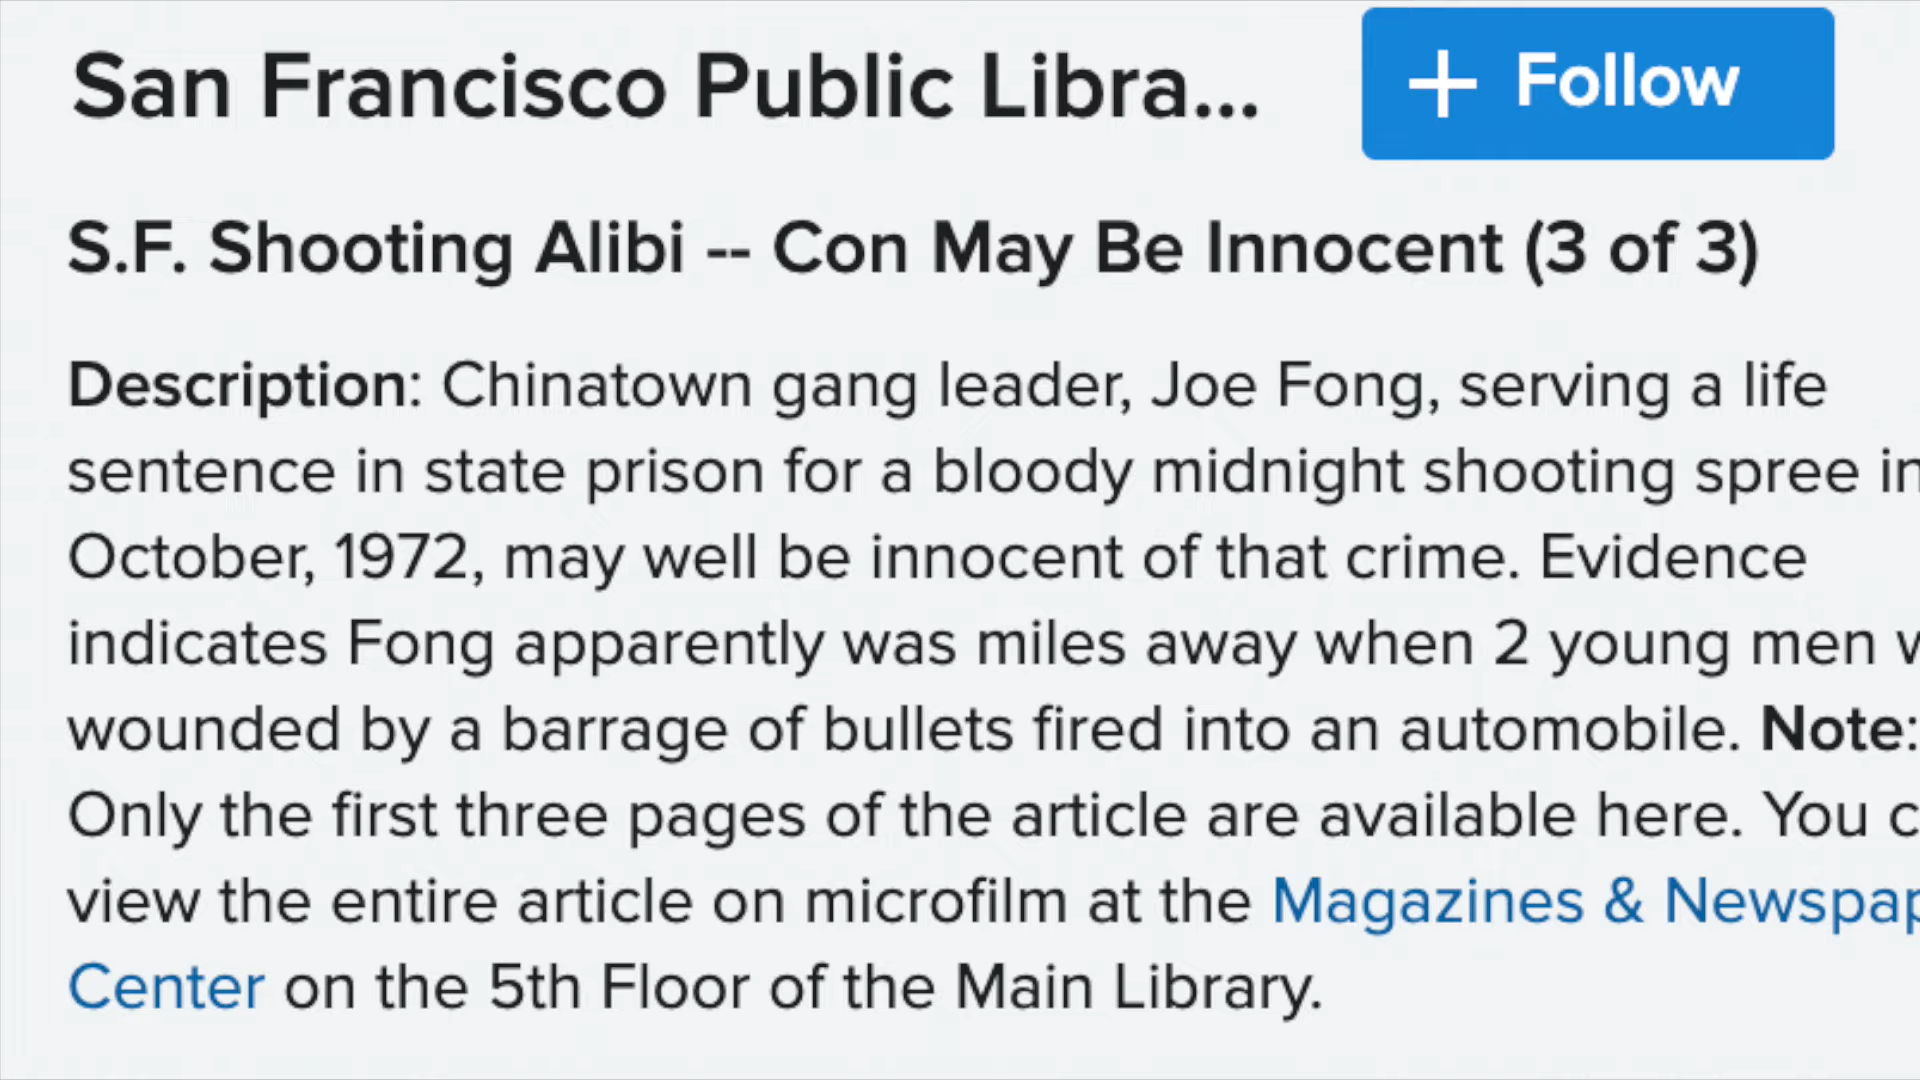 San Francisco Public Libra...
+ Follow
S.F. Shooting Alibi -- Con May Be Innocent (3 of 3)
Description: Chinatown gang leader, Joe Fong, serving a life
sentence in state prison for a bloody midnight shooting spree in
October, 1972, may well be innocent of that crime. Evidence
indicates Fong apparently was miles away when 2 young men
wounded by a barrage of bullets fired into an automobile. Note:
Only the first three pages of the article are available here. You
view the entire article on microfilm at the Magazines &
Center on the 5th Floor of the Main Library.